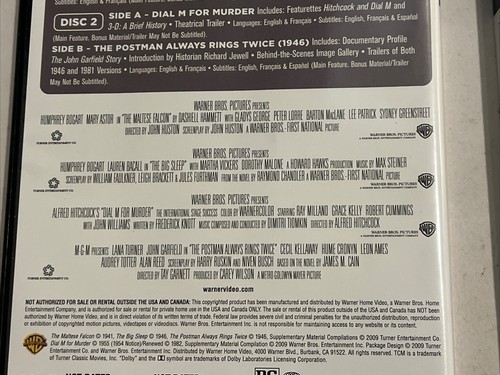 DISC 2 SIDE A – DIAL M FOR MURDER Includes: Featurettes Hitchcock and Dial M and
3-D: A Brief History • Theatrical Trailer • Languages: English & Français • Subtitles: English, Français & Español
(Main Feature. Bonus Material/Trailer May Not Be Subtitled).
SIDE B – THE POSTMAN ALWAYS RINGS TWICE (1946) Includes: Documentary Profile
The John Garfield Story • Introduction by Historian Richard Jewell • Behind-the-Scenes Image Gallery • Trailers of Both
1946 and 1981 Versions • Languages: English & Français • Subtitles: English, Français & Español (Main Feature. Bonus Material/Trailer
May Not Be Subtitled).
WARNER BROS. PICTURES PRESENTS
HUMPHREY BOGART MARY ASTOR IN "THE MALTESE FALCON" BY DASHIELL HAMMETT WITH GLADYS GEORGE PETER LORRE BARTON MacLANE LEE PATRICK SYDNEY GREENSTREET
DIRECTED BY JOHN HUSTON SCREENPLAY BY JOHN HUSTON A WARNER BROS.-FIRST NATIONAL PICTURE
TURNER ENTERTAINMENT CO.
WARNER BROS. PICTURES
WARNER BROS. PICTURES PRESENTS
HUMPHREY BOGART LAUREN BACALL IN "THE BIG SLEEP" WITH MARTHA VICKERS DOROTHY MALONE A HOWARD HAWKS PRODUCTION MUSIC BY MAX STEINER
SCREENPLAY BY WILLIAM FAULKNER, LEIGH BRACKETT & JULES FURTHMAN FROM THE NOVEL BY RAYMOND CHANDLER A WARNER BROS.-FIRST NATIONAL PICTURE
TURNER ENTERTAINMENT CO.
WARNER BROS. PICTURES
WARNER BROS. PICTURES PRESENTS
ALFRED HITCHCOCK'S "DIAL M FOR MURDER" THE INTERNATIONAL STAGE SUCCESS COLOR BY WARNERCOLOR STARRING RAY MILLAND GRACE KELLY ROBERT CUMMINGS
WITH JOHN WILLIAMS WRITTEN BY FREDERICK KNOTT MUSIC COMPOSED AND CONDUCTED BY DIMITRI TIOMKIN DIRECTED BY ALFRED HITCHCOCK
WARNER BROS. PICTURES
M-G-M PRESENTS LANA TURNER JOHN GARFIELD IN "THE POSTMAN ALWAYS RINGS TWICE" CECIL KELLAWAY HUME CRONYN LEON AMES
AUDREY TOTTER ALAN REED SCREENPLAY BY HARRY RUSKIN AND NIVEN BUSCH BASED ON THE NOVEL BY JAMES M. CAIN
DIRECTED BY TAY GARNETT PRODUCED BY CAREY WILSON A METRO-GOLDWYN-MAYER PICTURE
TURNER ENTERTAINMENT CO.
warnervideo.com
NOT AUTHORIZED FOR SALE OR RENTAL OUTSIDE THE USA AND CANADA: This copyrighted product has been manufactured and distributed by Warner Home Video, a Warner Bros. Home
Entertainment Company, and is authorized for sale or rental for private home use in the USA and Canada ONLY. The sale or rental of this product outside of the USA and Canada has NOT
been authorized by Warner Home Video, and is in direct violation of its written terms of trade. Federal law provides severe civil and criminal penalties for the unauthorized reproduction, distribution
or exhibition of copyrighted motion pictures, videotapes or videodiscs. Warner Bros. Entertainment Inc. is not responsible for maintaining access to any website or its content.
The Maltese Falcon © 1941, The Big Sleep © 1946, The Postman Always Rings Twice © 1946, Supplementary Material Compilations © 2009 Turner Entertainment Co.
Dial M for Murder © 1955 (1954 Notice)/Renewed © 1982, Supplementary Material Compilation © 2009 Warner Bros. Entertainment Inc. Package Design © 2009 Turner
Entertainment Co. and Warner Bros. Entertainment Inc. Distributed by Warner Home Video, 4000 Warner Blvd., Burbank, CA 91522. All rights reserved. TCM is a trademark
of Turner Classic Movies, Inc. "Dolby" and the symbol are trademarks of Dolby Laboratories Licensing Corporation.